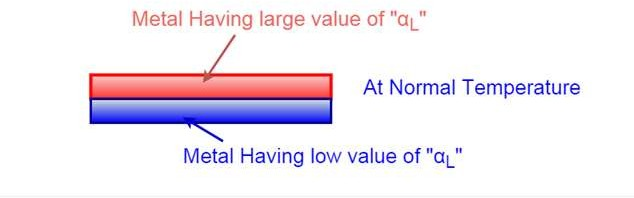 Metal Having large value of "αL"
At Normal Temperature
Metal Having low value of "αL"